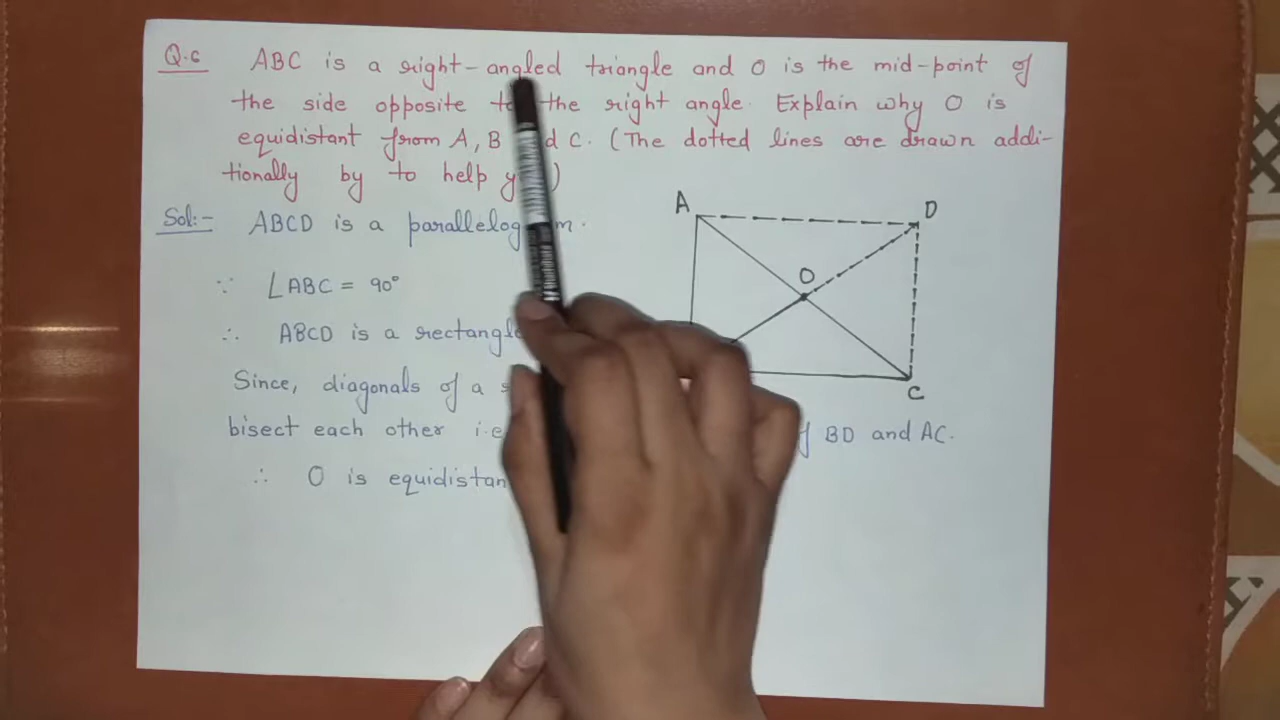 Q.6 ABC is a right-angled triangle and O is the mid-point of
the side opposite to the right angle. Explain why O is
equidistant from A, B d C. (The dotted lines are drawn addi-
tionally by to help y )
Sol:- ABCD is a
∵ ∠ABC = 90°
∴ ABCD is a rectangle
Since, diagonals of a
bisect each other i.e. BD and AC.
∴ O is
A
D
O
C